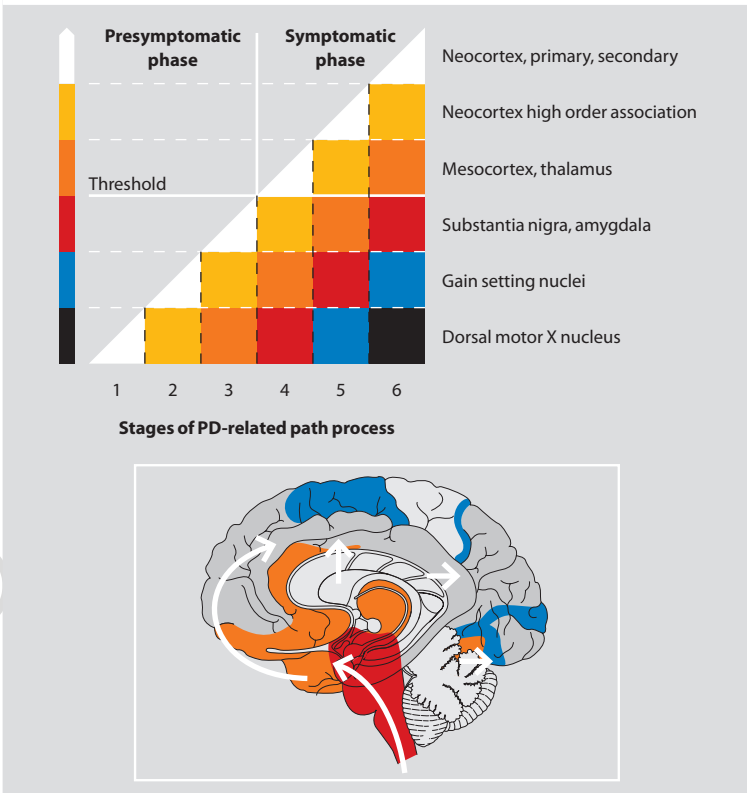 Presymptomatic
phase
Symptomatic
phase
Neocortex, primary, secondary
Neocortex high order association
Mesocortex, thalamus
Threshold
Substantia nigra, amygdala
Gain setting nuclei
Dorsal motor X nucleus
1 2 3 4 5 6
Stages of PD-related path process